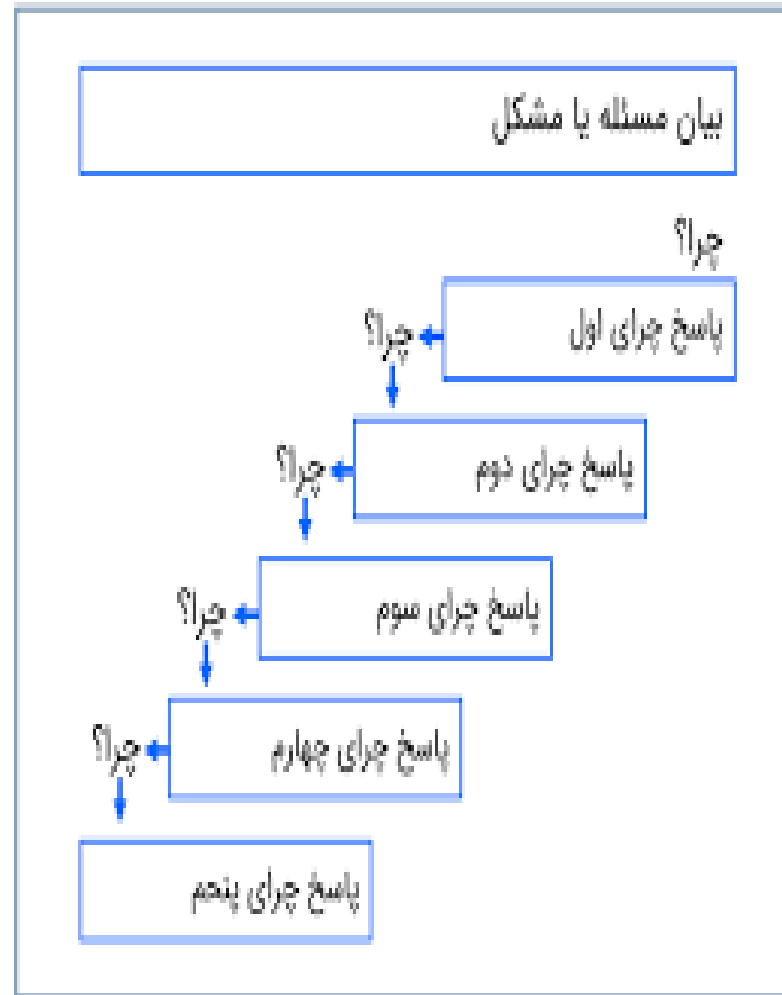 بیان مسئله یا مشکل
چرا؟
پاسخ چرای اول
چرا؟
پاسخ چرای دوم
چرا؟
پاسخ چرای سوم
چرا؟
پاسخ چرای چهارم
چرا؟
پاسخ چرای پنجم